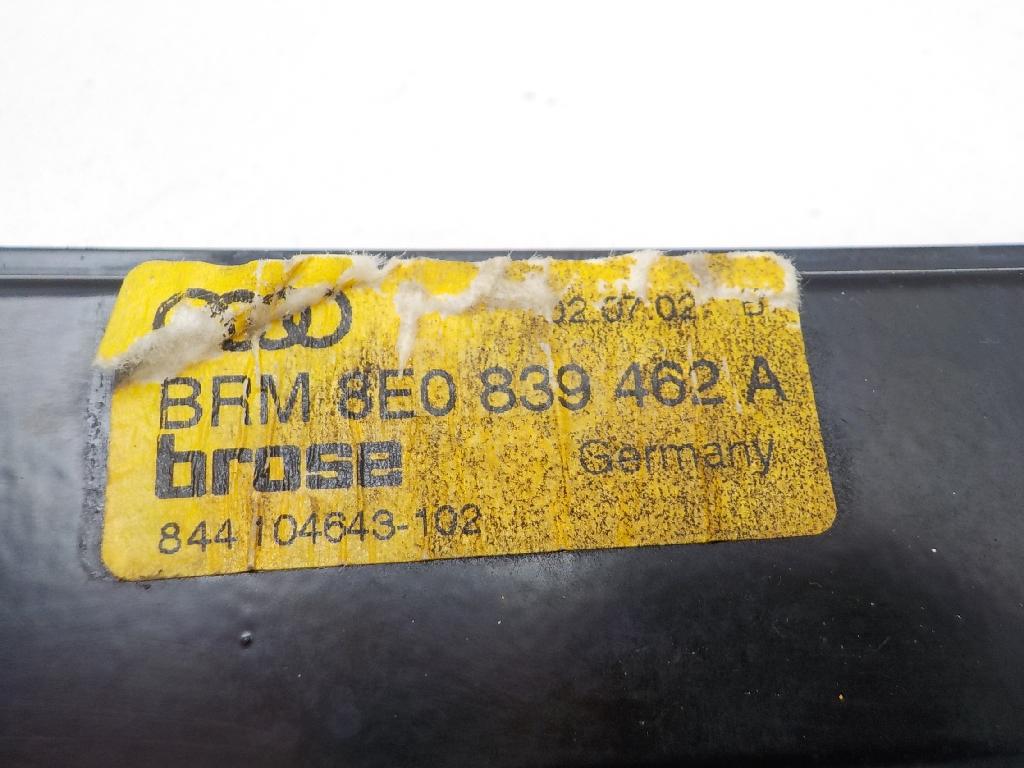 02.07.02 B
BRM 8E0 839 462 A
brose Germany
844 104643-102